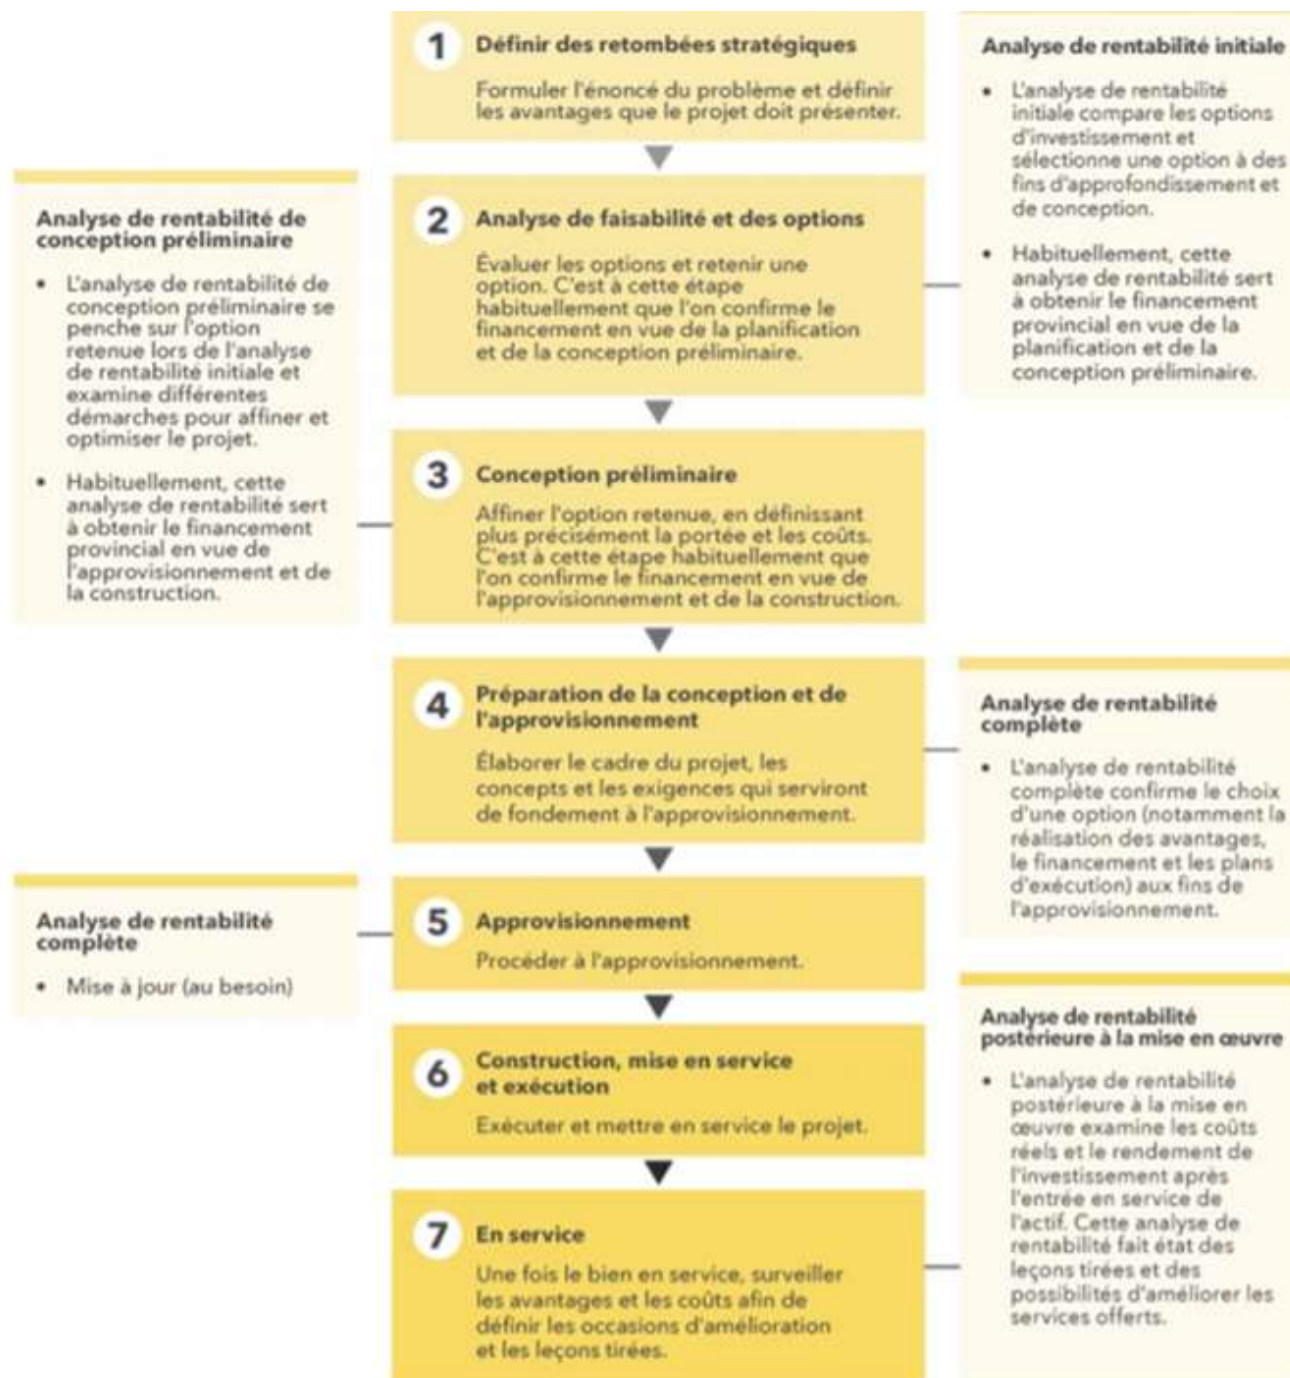 1
Définir des retombées stratégiques
Formuler l'énoncé du problème et définir
les avantages que le projet doit présenter.
Analyse de rentabilité initiale
• L'analyse de rentabilité
initiale compare les options
d'investissement et
sélectionne une option à des
fins d'approfondissement et
de conception.
• Habituellement, cette
analyse de rentabilité sert
à obtenir le financement
provincial en vue de la
planification et de la
conception préliminaire.
2
Analyse de faisabilité et des options
Évaluer les options et retenir une
option. C'est à cette étape
habituellement que l'on confirme le
financement en vue de la planification
et de la conception préliminaire.
Analyse de rentabilité de
conception préliminaire
• L'analyse de rentabilité de
conception préliminaire se
penche sur l'option
retenue lors de l'analyse
de rentabilité initiale et
examine différentes
démarches pour affiner et
optimiser le projet.
• Habituellement, cette
analyse de rentabilité sert
à obtenir le financement
provincial en vue de
l'approvisionnement et de
la construction.
3
Conception préliminaire
Affiner l'option retenue, en définissant
plus précisément la portée et les coûts.
C'est à cette étape habituellement que
l'on confirme le financement en vue de
l'approvisionnement et de la construction.
4
Préparation de la conception et de
l'approvisionnement
Élaborer le cadre du projet, les
concepts et les exigences qui serviront
de fondement à l'approvisionnement.
Analyse de rentabilité
complète
• L'analyse de rentabilité
complète confirme le choix
d'une option (notamment la
réalisation des avantages,
le financement et les plans
d'exécution) aux fins de
l'approvisionnement.
Analyse de rentabilité
complète
• Mise à jour (au besoin)
5
Approvisionnement
Procéder à l'approvisionnement.
6
Construction, mise en service
et exécution
Exécuter et mettre en service le projet.
Analyse de rentabilité
postérieure à la mise en œuvre
• L'analyse de rentabilité
postérieure à la mise en
œuvre examine les coûts
réels et le rendement de
l'investissement après
l'entrée en service de
l'actif. Cette analyse de
rentabilité fait état des
leçons tirées et des
possibilités d'améliorer les
services offerts.
7
En service
Une fois le bien en service, surveiller
les avantages et les coûts afin de
définir les occasions d'amélioration
et les leçons tirées.